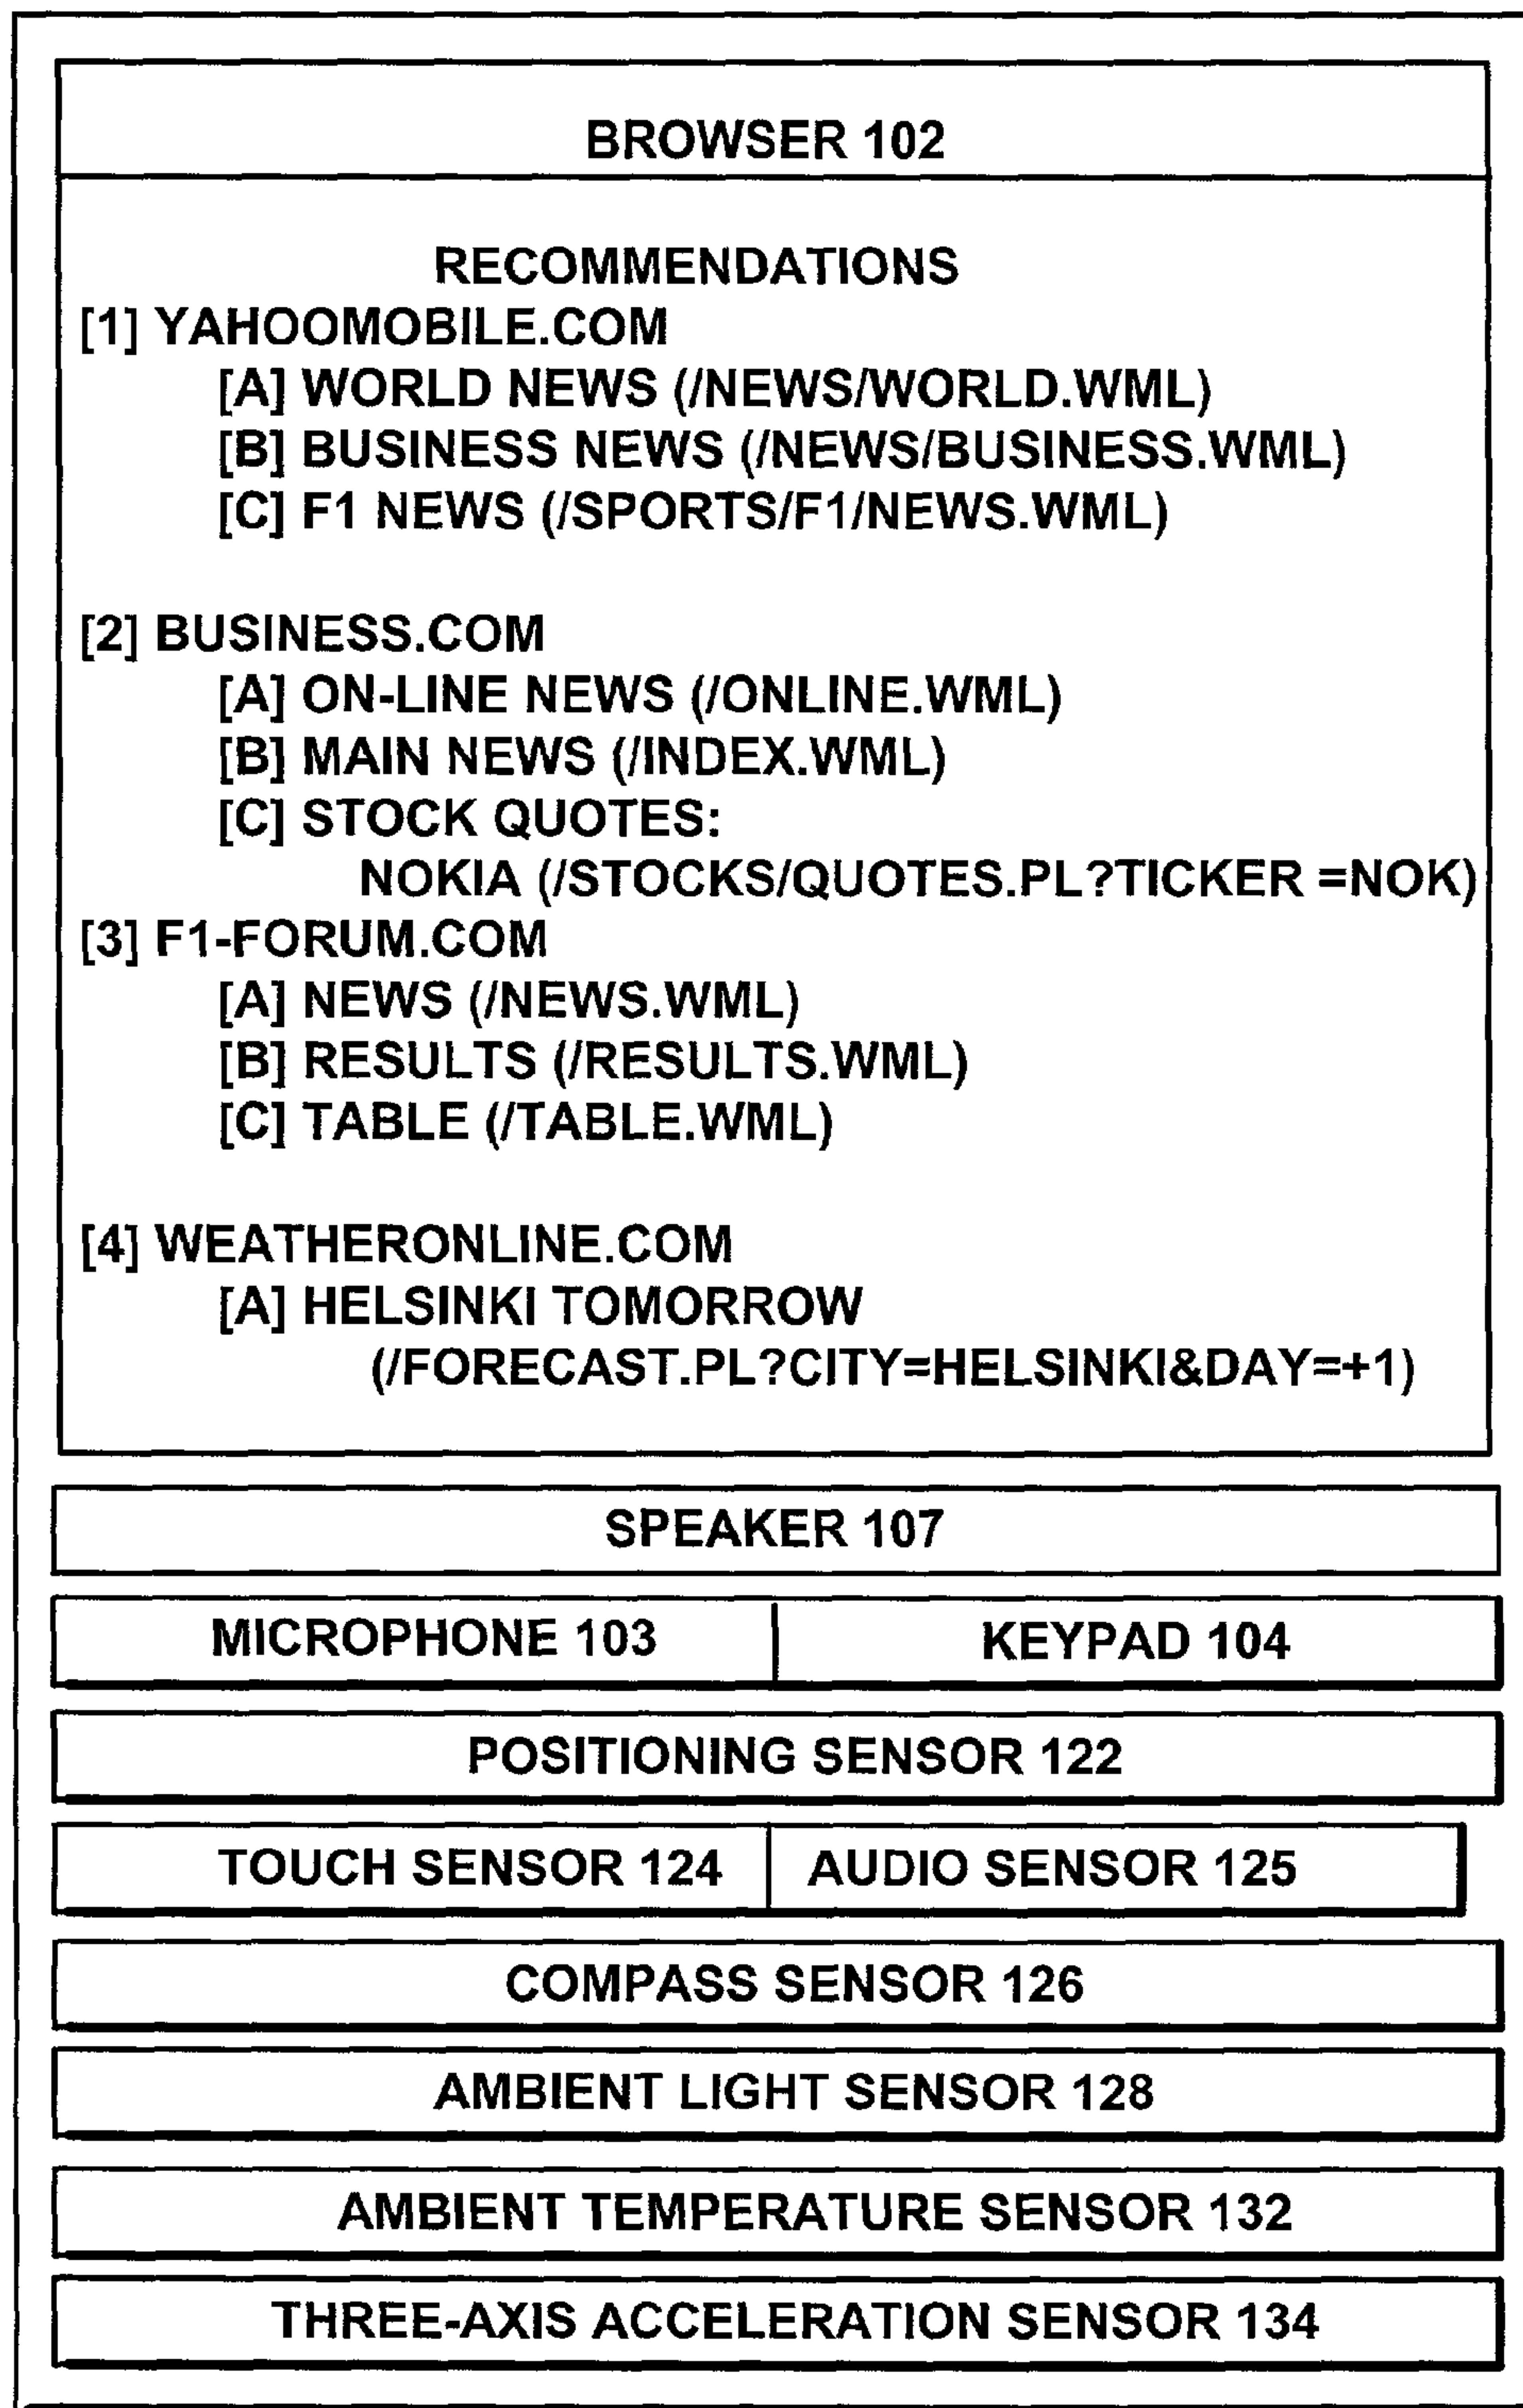 BROWSER 102
RECOMMENDATIONS
[1] YAHOOMOBILE.COM
[A] WORLD NEWS (/NEWS/WORLD.WML)
[B] BUSINESS NEWS (/NEWS/BUSINESS.WML)
[C] F1 NEWS (/SPORTS/F1/NEWS.WML)
[2] BUSINESS.COM
[A] ON-LINE NEWS (/ONLINE.WML)
[B] MAIN NEWS (/INDEX.WML)
[C] STOCK QUOTES:
NOKIA (/STOCKS/QUOTES.PL?TICKER =NOK)
[3] F1-FORUM.COM
[A] NEWS (/NEWS.WML)
[B] RESULTS (/RESULTS.WML)
[C] TABLE (/TABLE.WML)
[4] WEATHERONLINE.COM
[A] HELSINKI TOMORROW
(/FORECAST.PL?CITY=HELSINKI&DAY=+1)
SPEAKER 107
MICROPHONE 103 KEYPAD 104
POSITIONING SENSOR 122
TOUCH SENSOR 124 AUDIO SENSOR 125
COMPASS SENSOR 126
AMBIENT LIGHT SENSOR 128
AMBIENT TEMPERATURE SENSOR 132
THREE-AXIS ACCELERATION SENSOR 134